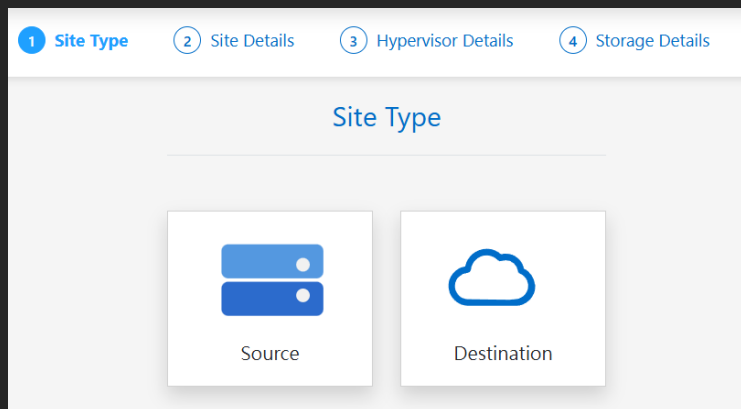 1 Site Type 2 Site Details 3 Hypervisor Details 4 Storage Details
Site Type
Source Destination